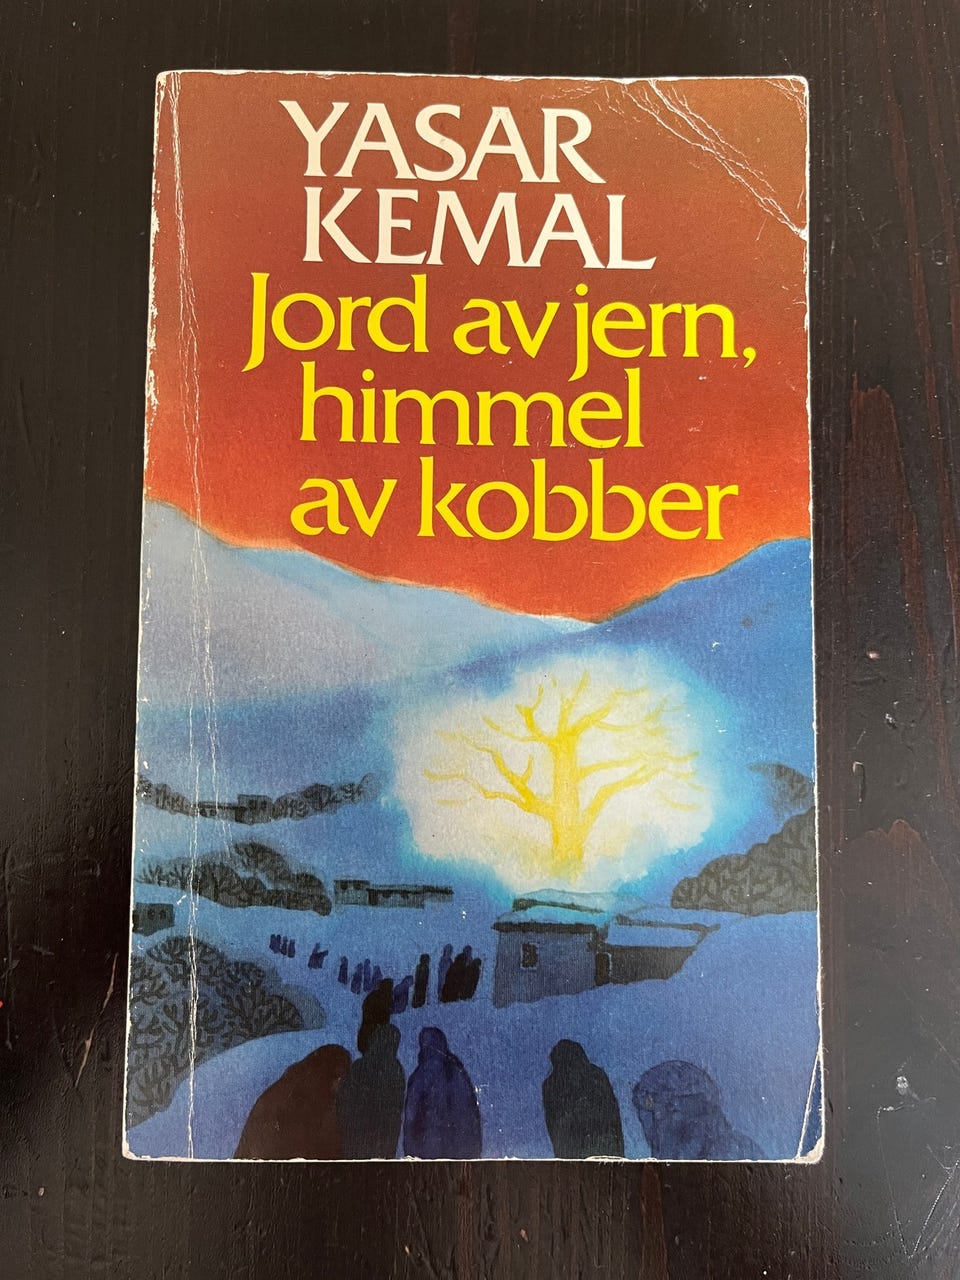 YASAR
KEMAL
Jord av jern,
himmel
av kobber